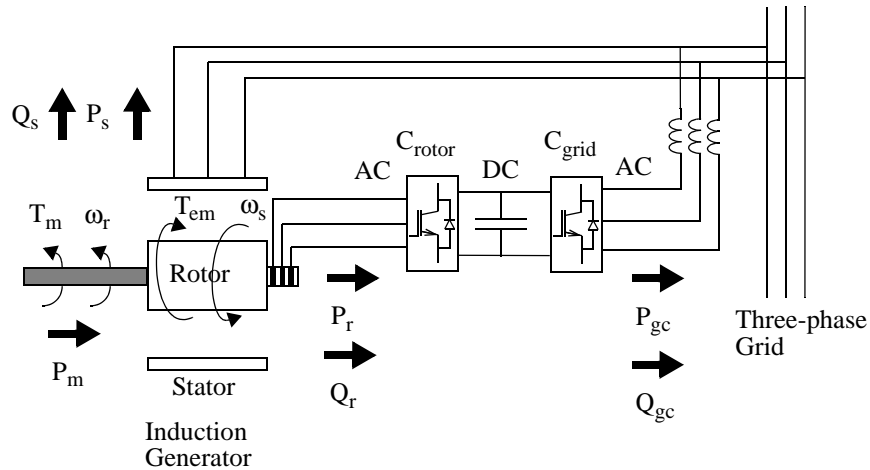 Q_s P_s
C_rotor C_grid
AC DC AC
T_m ω_r T_em ω_s
Rotor
P_m P_r P_gc
Stator Q_r Q_gc
Three-phase
Grid
Induction
Generator